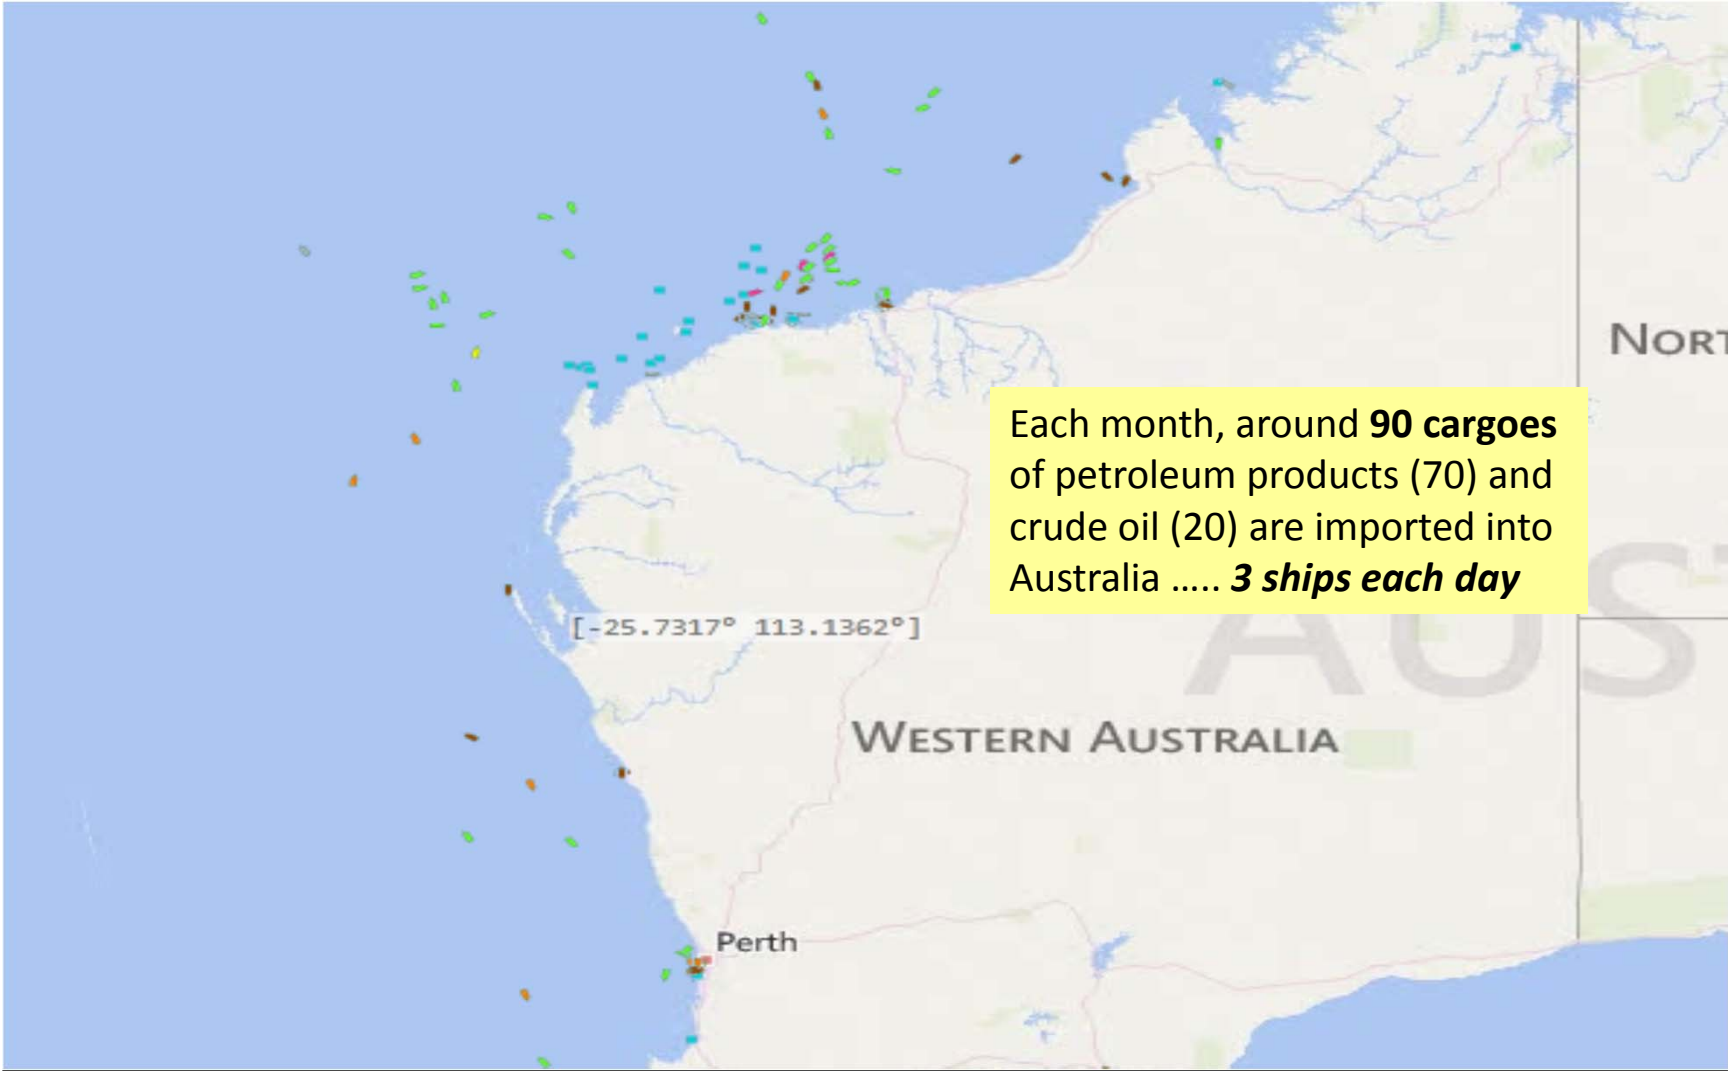 NORT
Each month, around 90 cargoes
of petroleum products (70) and
crude oil (20) are imported into
Australia ..... 3 ships each day
[-25.7317° 113.1362°]
AUS
WESTERN AUSTRALIA
Perth